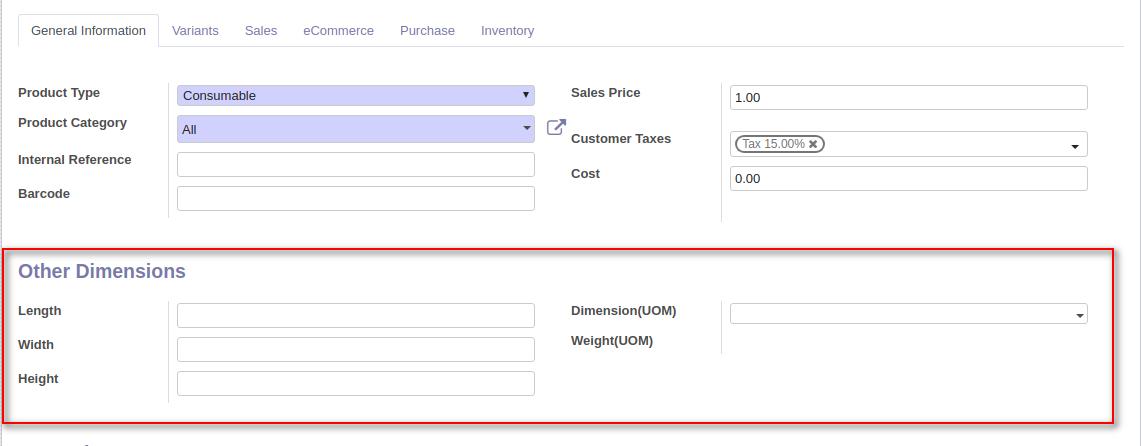 General Information Variants Sales eCommerce Purchase Inventory
Product Type Consumable
Product Category All
Internal Reference
Barcode
Sales Price 1.00
Customer Taxes Tax 15.00%
Cost 0.00
Other Dimensions
Length
Width
Height
Dimension(UOM)
Weight(UOM)